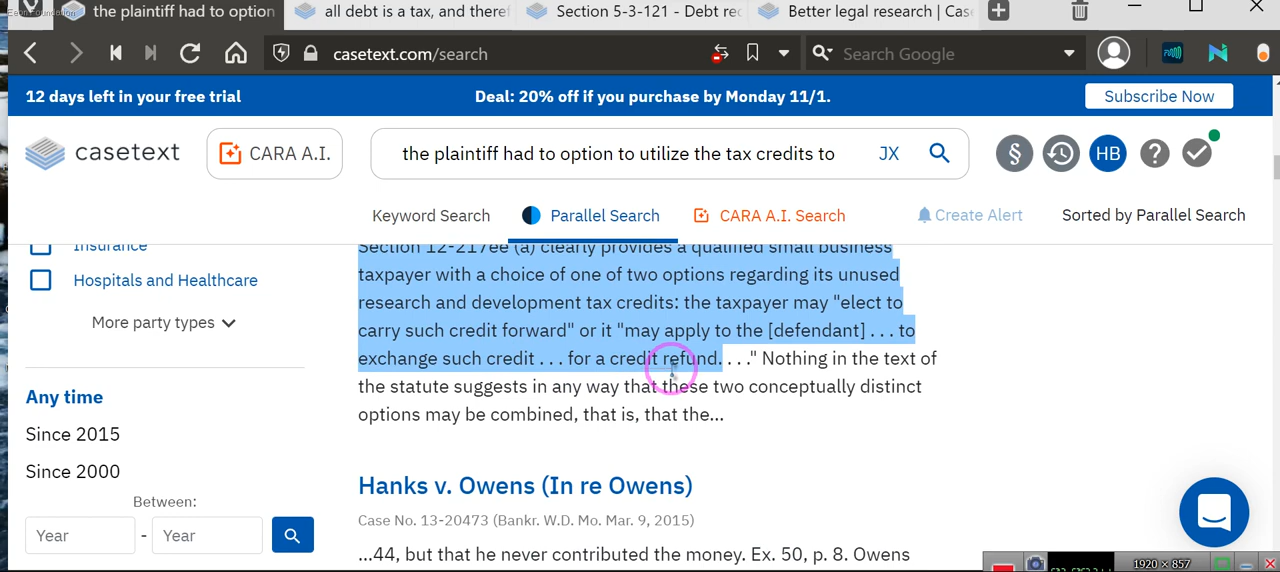 the plaintiff had to option
all debt is a tax, and theref
Section 5-3-121 - Debt rec
Better legal research | Cas
casetext.com/search
Search Google
12 days left in your free trial
Deal: 20% off if you purchase by Monday 11/1.
Subscribe Now
casetext
CARA A.I.
the plaintiff had to option to utilize the tax credits to
JX
§
HB
?
Keyword Search
Parallel Search
CARA A.I. Search
Create Alert
Sorted by Parallel Search
Insurance
Hospitals and Healthcare
More party types
Any time
Since 2015
Since 2000
Between:
Year - Year
Section 12-217ee (a) clearly provides a qualified small business
taxpayer with a choice of one of two options regarding its unused
research and development tax credits: the taxpayer may "elect to
carry such credit forward" or it "may apply to the [defendant] . . . to
exchange such credit . . . for a credit refund. . . ." Nothing in the text of
the statute suggests in any way that these two conceptually distinct
options may be combined, that is, that the...
Hanks v. Owens (In re Owens)
Case No. 13-20473 (Bankr. W.D. Mo. Mar. 9, 2015)
...44, but that he never contributed the money. Ex. 50, p. 8. Owens
1920 × 857